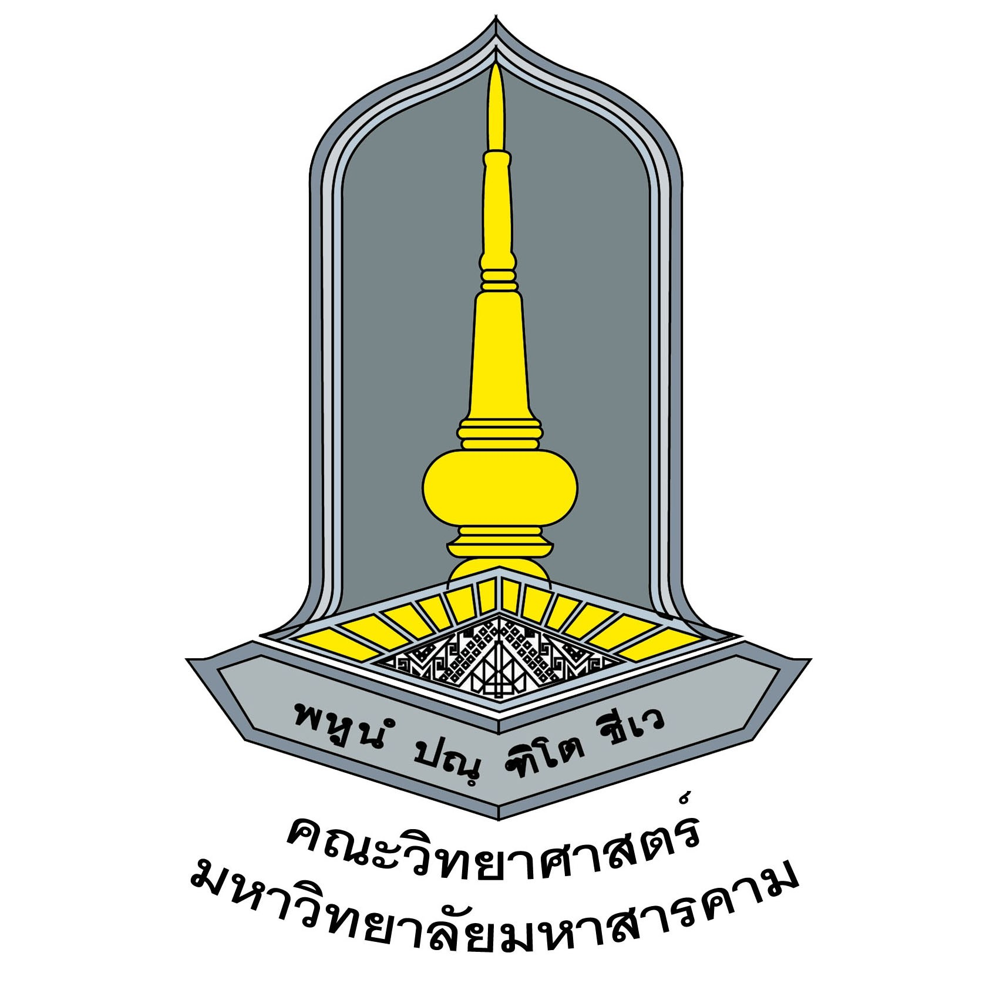 พหูนํ ปณฺ ฑิโต ชีเว
คณะวิทยาศาสตร์
มหาวิทยาลัยมหาสารคาม